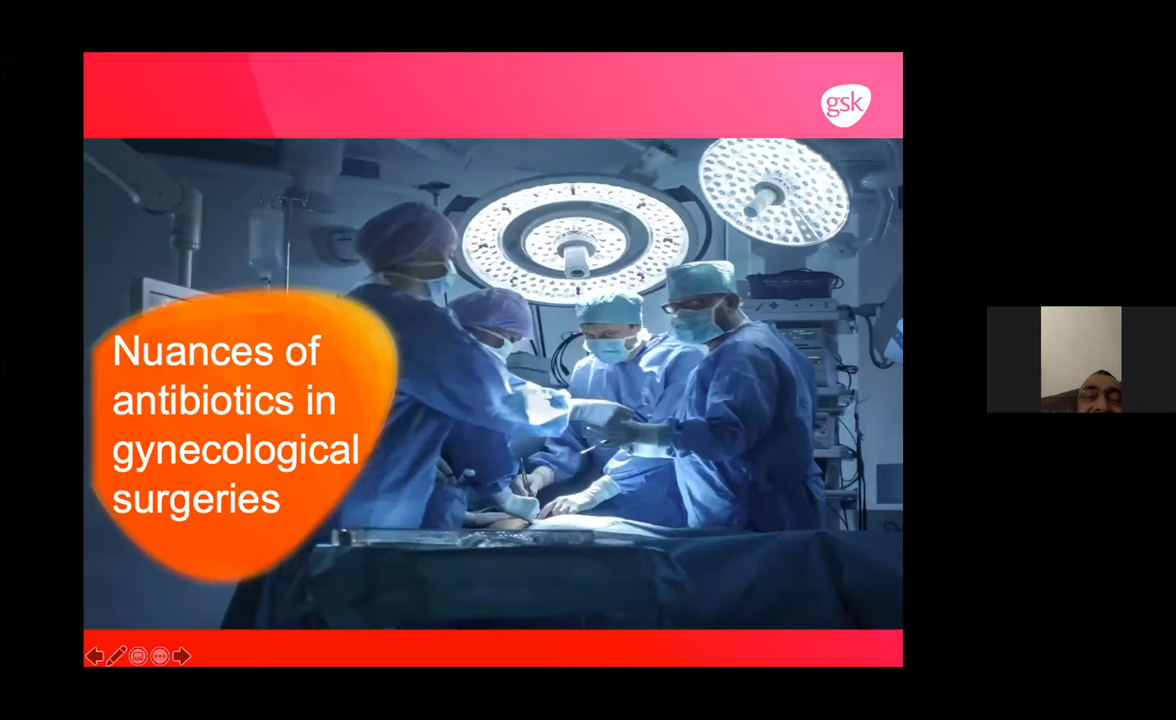 gsk
Nuances of
antibiotics in
gynecological
surgeries